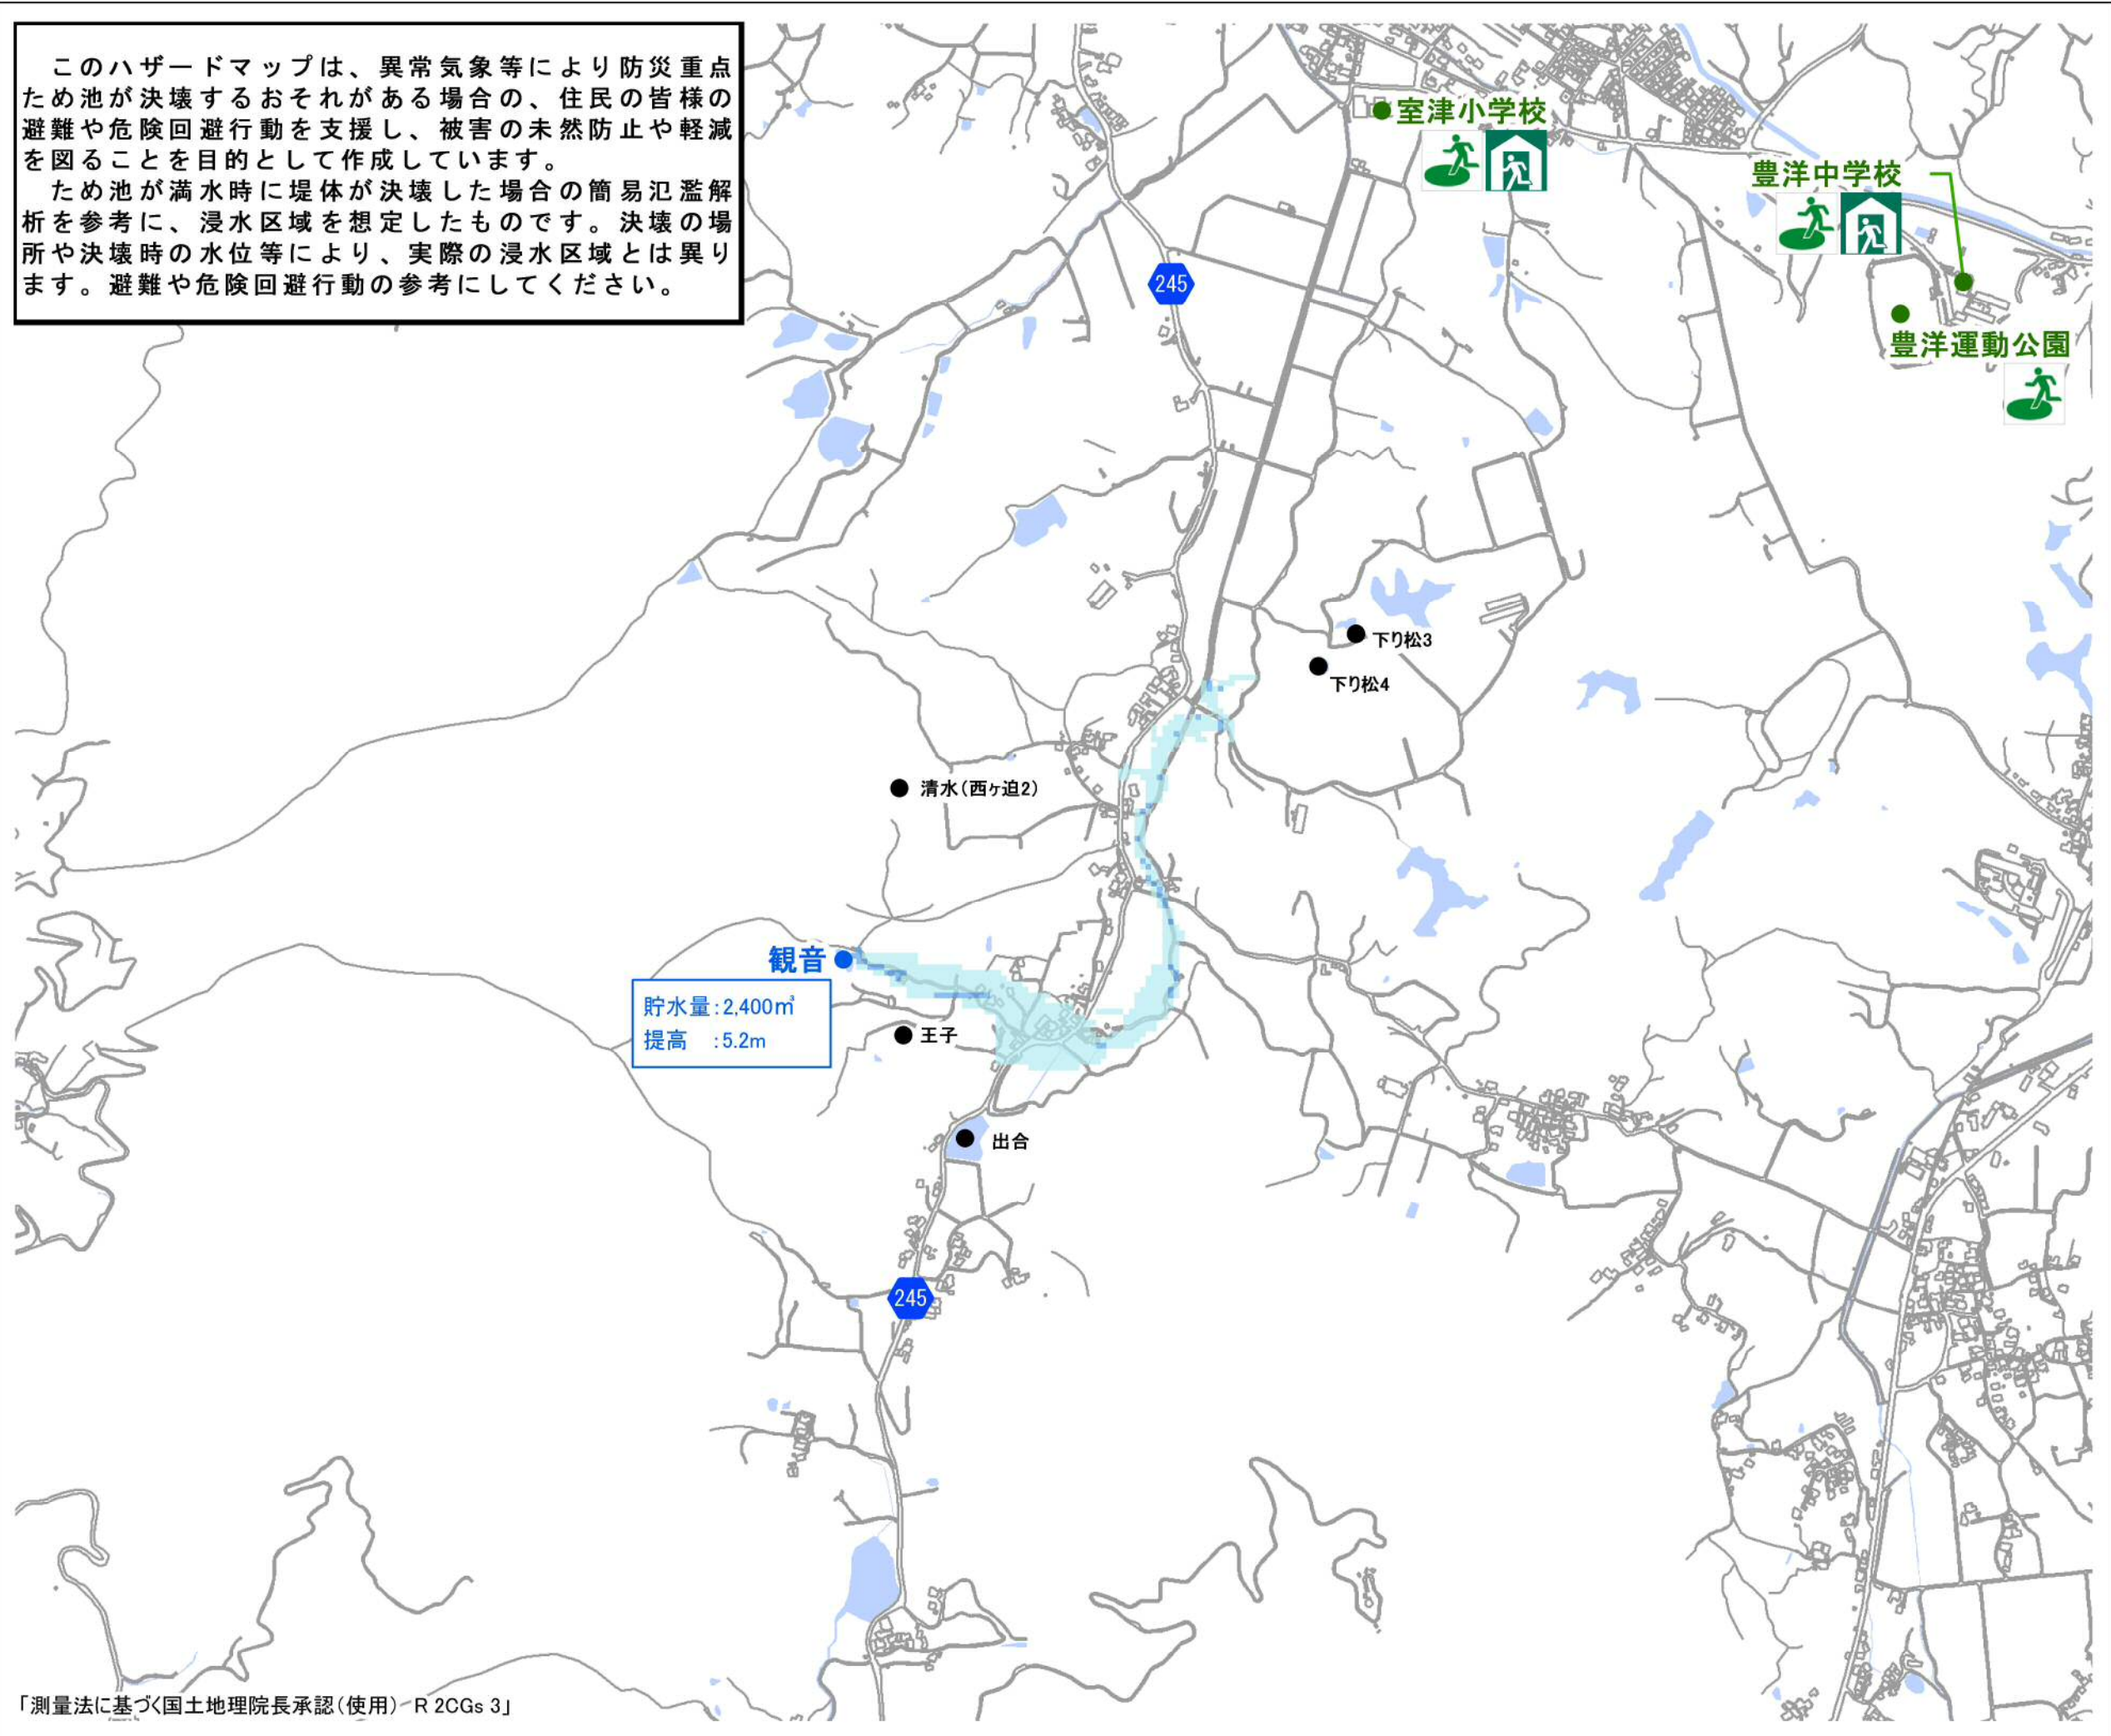 このハザードマップは、異常気象等により防災重点
ため池が決壊するおそれがある場合の、住民の皆様の
避難や危険回避行動を支援し、被害の未然防止や軽減
を図ることを目的として作成しています。
ため池が満水時に堤体が決壊した場合の簡易氾濫解
析を参考に、浸水区域を想定したものです。決壊の場
所や決壊時の水位等により、実際の浸水区域とは異り
ます。避難や危険回避行動の参考にしてください。
室津小学校
豊洋中学校
245
豊洋運動公園
下り松3
下り松4
清水(西ヶ迫2)
観音
貯水量:2,400㎥
提高 :5.2m
王子
出合
245
「測量法に基づく国土地理院長承認(使用) R 2CGs 3」